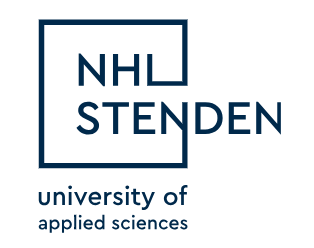 NHL
STENDEN
university of
applied sciences